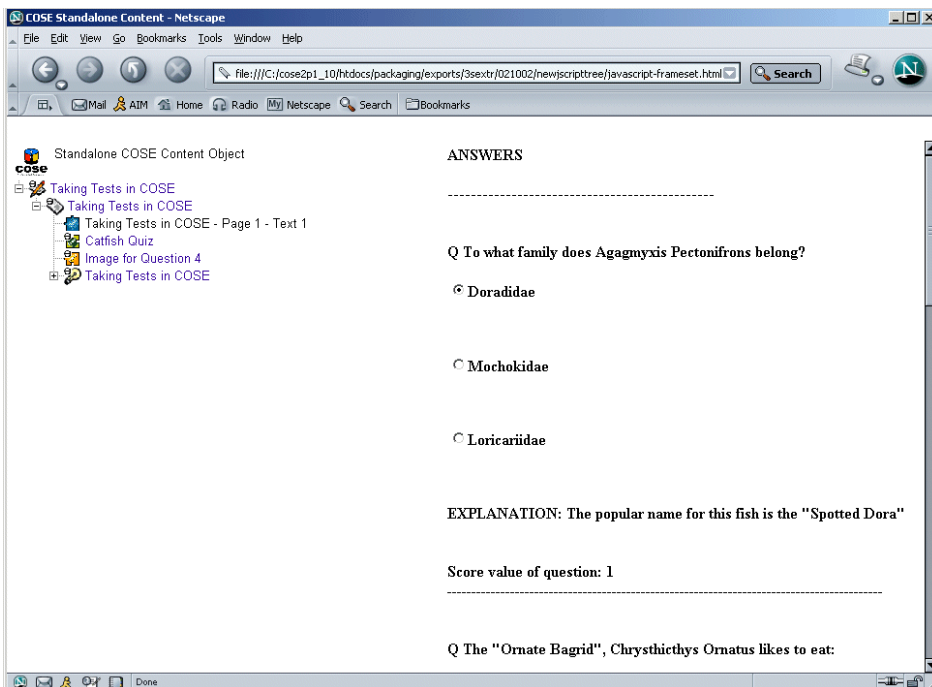 COSE Standalone Content - Netscape
File Edit View Go Bookmarks Tools Window Help
file:///C:/cose2p1_10/htdocs/packaging/exports/3sextr/021002/newjscripttree/javascript-frameset.html
Search
N
Mail AIM Home Radio My Netscape Search Bookmarks
cose
Standalone COSE Content Object
Taking Tests in COSE
Taking Tests in COSE
Taking Tests in COSE - Page 1 - Text 1
Catfish Quiz
Image for Question 4
Taking Tests in COSE
ANSWERS
----------------------------------------------
Q To what family does Agagmyxis Pectonifrons belong?
Doradidae
Mochokidae
Loricariidae
EXPLANATION: The popular name for this fish is the "Spotted Dora"
Score value of question: 1
------------------------------------------------------------------------------------------
Q The "Ornate Bagrid", Chrysthicthys Ornatus likes to eat:
Done